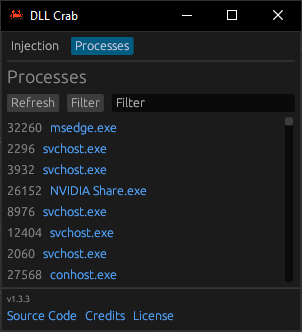 DLL Crab
Injection Processes
Processes
Refresh Filter Filter
32260 msedge.exe
2296 svchost.exe
3932 svchost.exe
26152 NVIDIA Share.exe
8976 svchost.exe
12404 svchost.exe
2060 svchost.exe
27568 conhost.exe
v1.3.3
Source Code Credits License